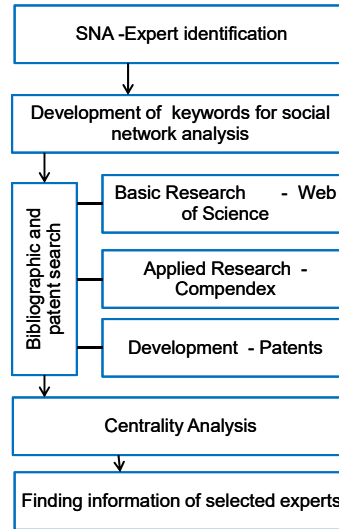 SNA -Expert identification
Development of keywords for social
network analysis
Bibliographic and
patent search
Basic Research - Web
of Science
Applied Research -
Compendex
Development - Patents
Centrality Analysis
Finding information of selected experts